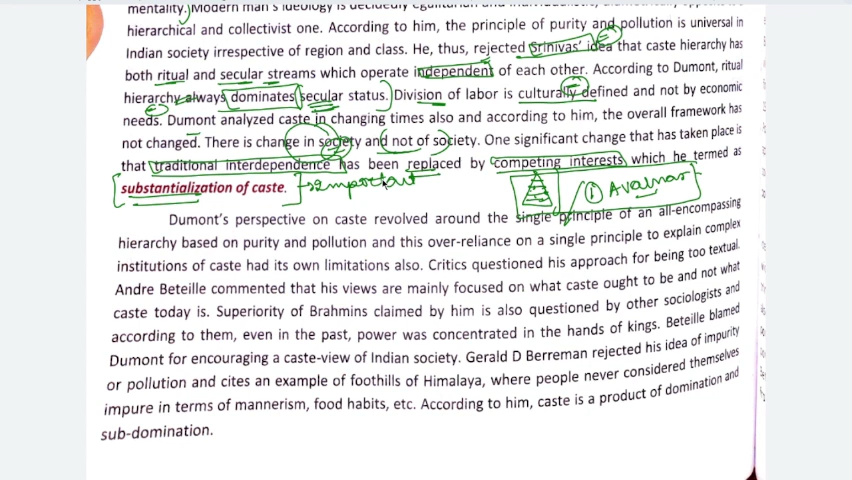 mentality. Modern man's ideology is decidedly egalitarian and
hierarchical and collectivist one. According to him, the principle of purity and pollution is universal in
Indian society irrespective of region and class. He, thus, rejected Srinivas' idea that caste hierarchy has
both ritual and secular streams which operate independent of each other. According to Dumont, ritual
hierarchy always dominates secular status. Division of labor is culturally defined and not by economic
needs. Dumont analyzed caste in changing times also and according to him, the overall framework has
not changed. There is change in society and not of society. One significant change that has taken place is
that traditional interdependence has been replaced by competing interests which he termed as
substantialization of caste. important
① Avarnas
Dumont's perspective on caste revolved around the single principle of an all-encompassing
hierarchy based on purity and pollution and this over-reliance on a single principle to explain complex
institutions of caste had its own limitations also. Critics questioned his approach for being too textual.
Andre Beteille commented that his views are mainly focused on what caste ought to be and not what
caste today is. Superiority of Brahmins claimed by him is also questioned by other sociologists and
according to them, even in the past, power was concentrated in the hands of kings. Beteille blamed
Dumont for encouraging a caste-view of Indian society. Gerald D Berreman rejected his idea of impurity
or pollution and cites an example of foothills of Himalaya, where people never considered themselves
impure in terms of mannerism, food habits, etc. According to him, caste is a product of domination and
sub-domination.